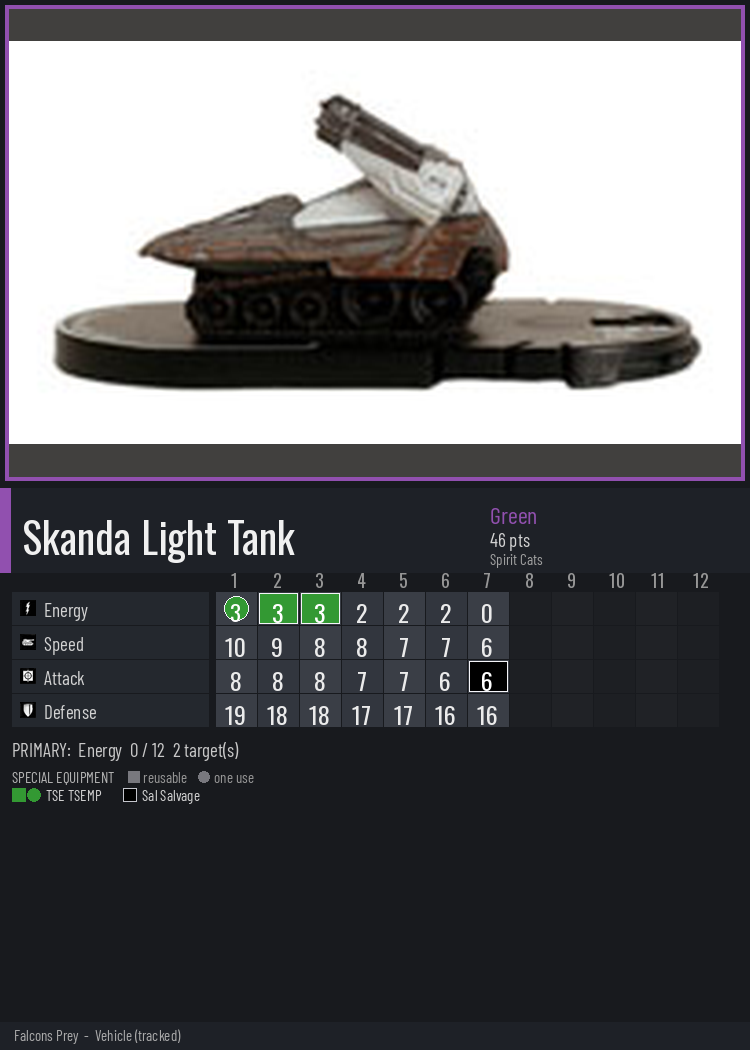 Skanda Light Tank
Green
46 pts
Spirit Cats
1 2 3 4 5 6 7 8 9 10 11 12
Energy 3 3 3 2 2 2 0
Speed 10 9 8 8 7 7 6
Attack 8 8 8 7 7 6 6
Defense 19 18 18 17 17 16 16
PRIMARY: Energy 0 / 12 2 target(s)
SPECIAL EQUIPMENT reusable one use
TSE TSEMP Sal Salvage
Falcons Prey - Vehicle (tracked)